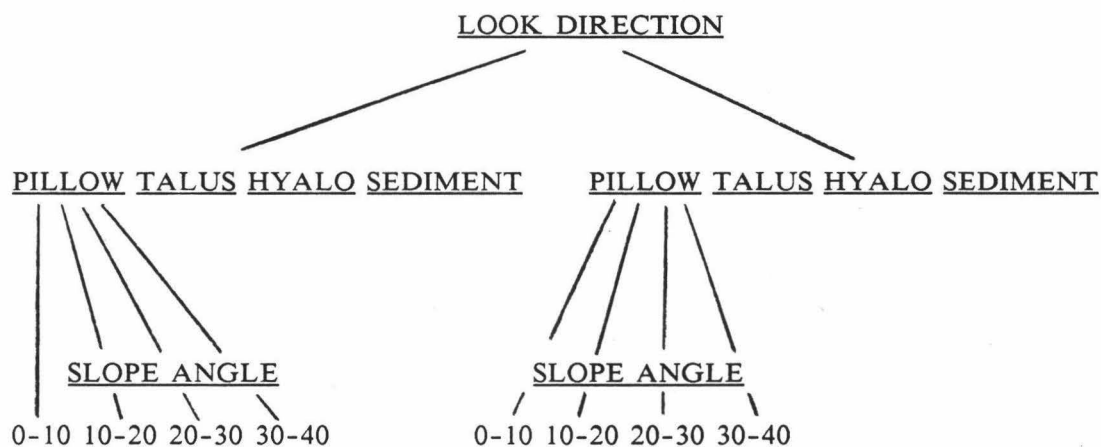 LOOK DIRECTION
PILLOW TALUS HYALO SEDIMENT PILLOW TALUS HYALO SEDIMENT
SLOPE ANGLE SLOPE ANGLE
0-10 10-20 20-30 30-40 0-10 10-20 20-30 30-40